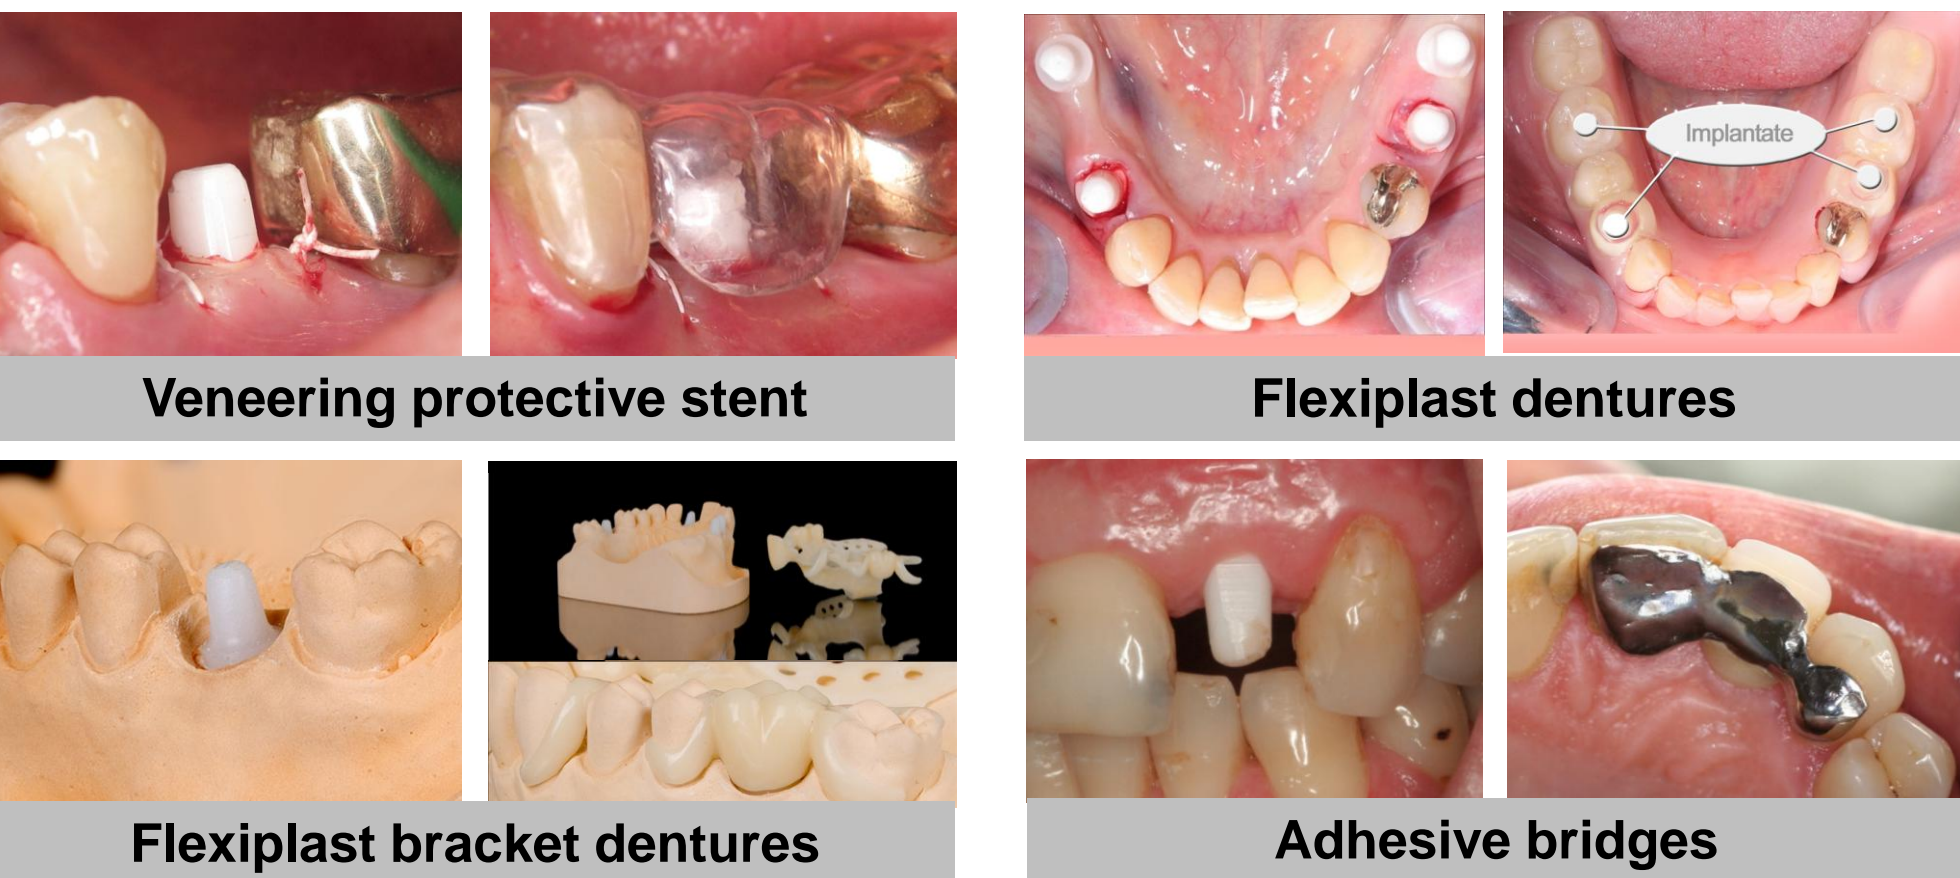 Implantate
Veneering protective stent
Flexiplast dentures
Flexiplast bracket dentures
Adhesive bridges